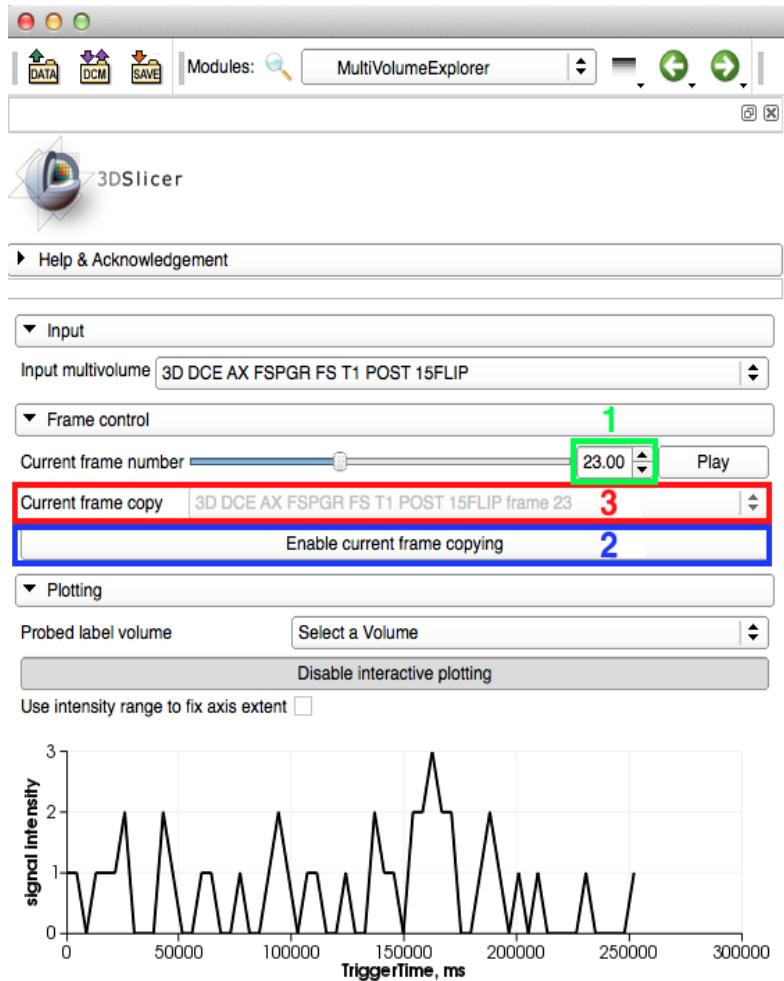 DATA DCM SAVE Modules: MultiVolumeExplorer
3DSlicer
Help & Acknowledgement
Input
Input multivolume 3D DCE AX FSPGR FS T1 POST 15FLIP
Frame control 1
Current frame number 23.00 Play
Current frame copy 3D DCE AX FSPGR FS T1 POST 15FLIP frame 23 3
Enable current frame copying 2
Plotting
Probed label volume Select a Volume
Disable interactive plotting
Use intensity range to fix axis extent
3
2
1
0
signal intensity
0 50000 100000 150000 200000 250000 300000
TriggerTime, ms